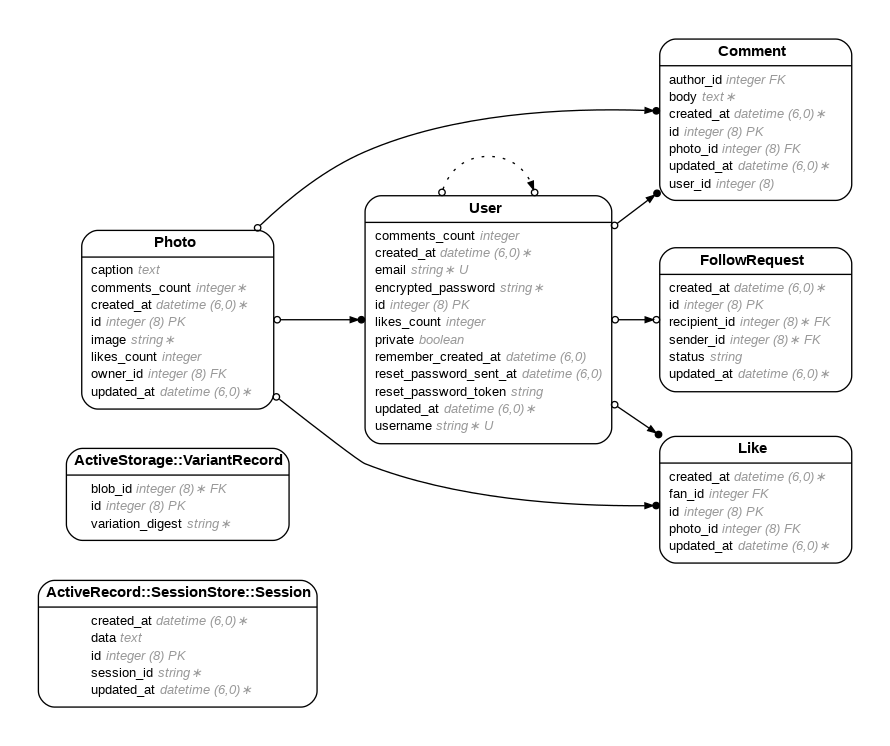 Comment
author_id integer FK
body text∗
created_at datetime (6,0)∗
id integer (8) PK
photo_id integer (8) FK
updated_at datetime (6,0)∗
user_id integer (8)
User
comments_count integer
created_at datetime (6,0)∗
email string∗ U
encrypted_password string∗
id integer (8) PK
likes_count integer
private boolean
remember_created_at datetime (6,0)
reset_password_sent_at datetime (6,0)
reset_password_token string
updated_at datetime (6,0)∗
username string∗ U
Photo
caption text
comments_count integer∗
created_at datetime (6,0)∗
id integer (8) PK
image string∗
likes_count integer
owner_id integer (8) FK
updated_at datetime (6,0)∗
FollowRequest
created_at datetime (6,0)∗
id integer (8) PK
recipient_id integer (8)∗ FK
sender_id integer (8)∗ FK
status string
updated_at datetime (6,0)∗
Like
created_at datetime (6,0)∗
fan_id integer FK
id integer (8) PK
photo_id integer (8) FK
updated_at datetime (6,0)∗
ActiveStorage::VariantRecord
blob_id integer (8)∗ FK
id integer (8) PK
variation_digest string∗
ActiveRecord::SessionStore::Session
created_at datetime (6,0)∗
data text
id integer (8) PK
session_id string∗
updated_at datetime (6,0)∗